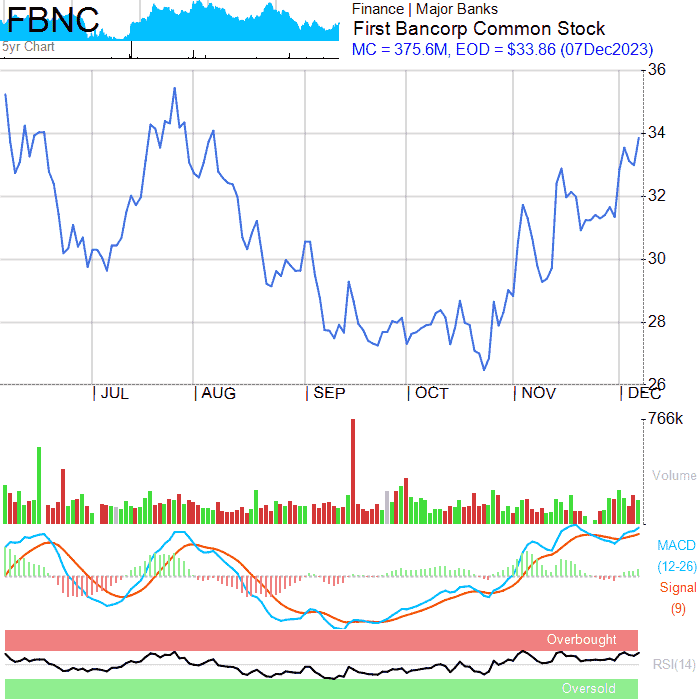 FBNC
5yr Chart
Finance | Major Banks
First Bancorp Common Stock
MC = 375.6M, EOD = $33.86 (07Dec2023)
36
34
32
30
28
26
JUL AUG SEP OCT NOV DEC
766k
Volume
MACD
(12-26)
Signal
(9)
Overbought
RSI(14)
Oversold